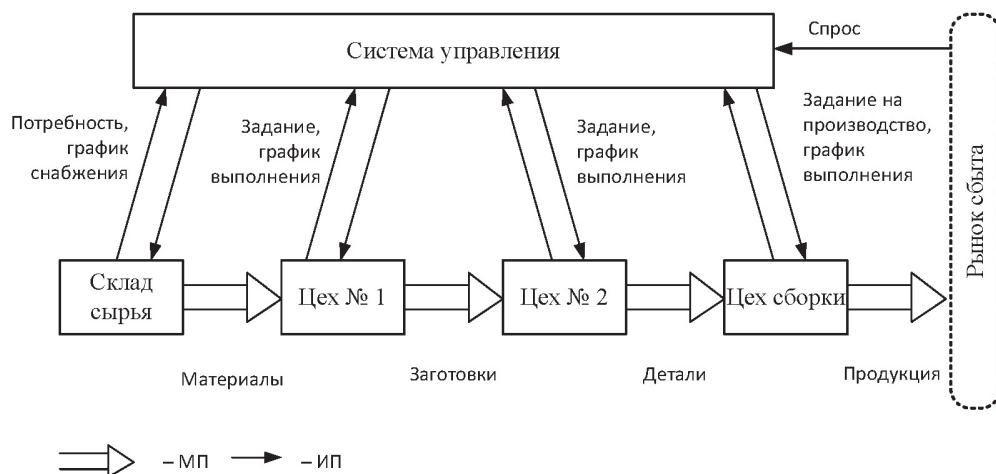 Система управления
Спрос
Потребность,
график
снабжения
Задание,
график
выполнения
Задание,
график
выполнения
Задание на
производство,
график
выполнения
Рынок сбыта
Склад
сырья
Цех № 1
Цех № 2
Цех сборки
Материалы
Заготовки
Детали
Продукция
– МП
– ИП